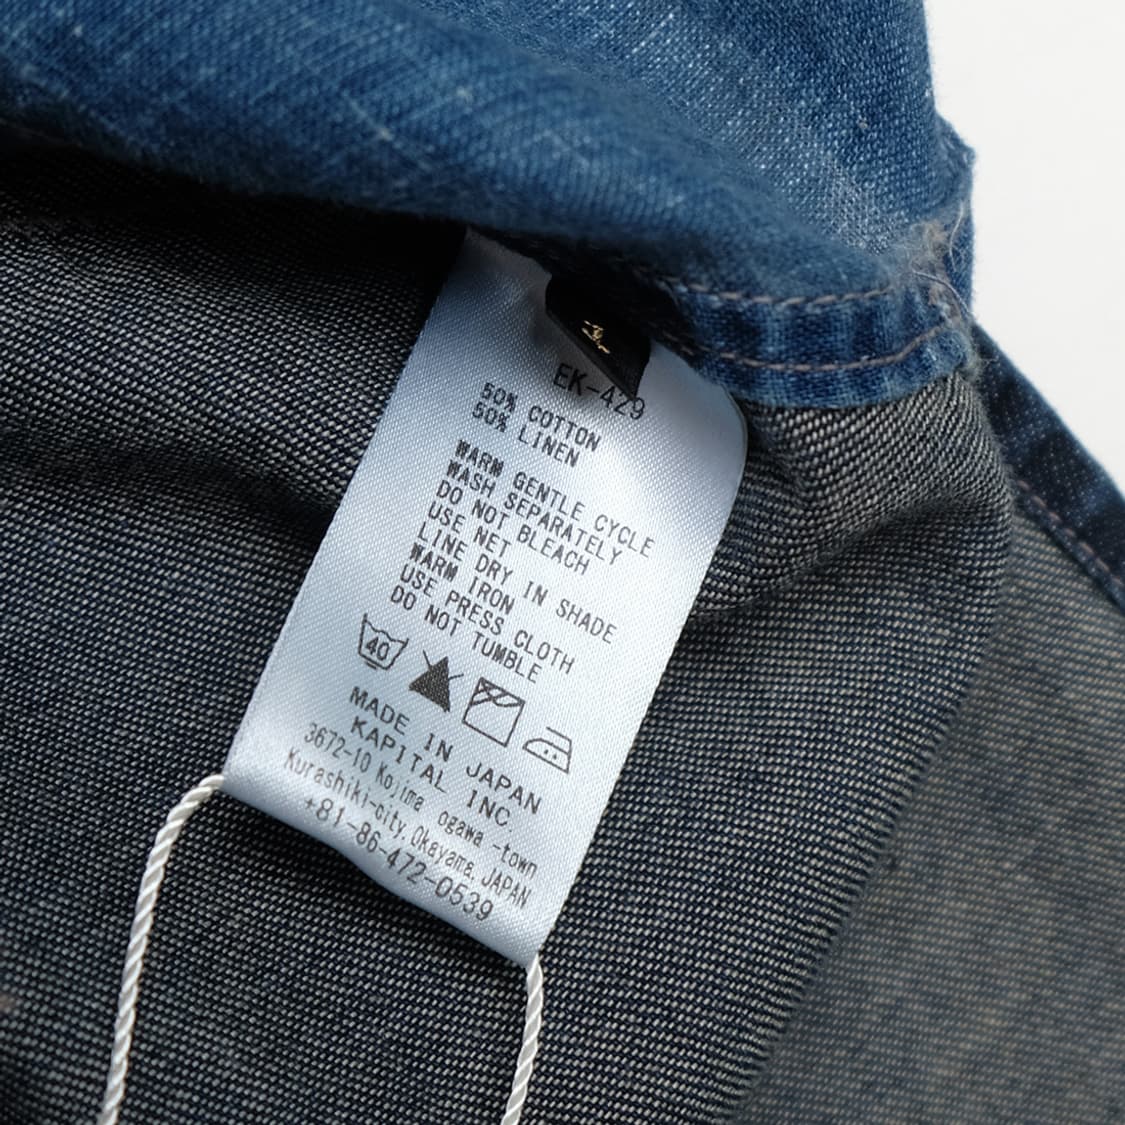 EK-429
50% COTTON
50% LINEN
WARM GENTLE CYCLE
WASH SEPARATELY
DO NOT BLEACH
USE NET
LINE DRY IN SHADE
WARM IRON
USE PRESS CLOTH
DO NOT TUMBLE
40
MADE IN JAPAN
KAPITAL INC.
3672-10 Kojima ogawa -town
Kurashiki-city, Okayama, JAPAN
+81-86-472-0539